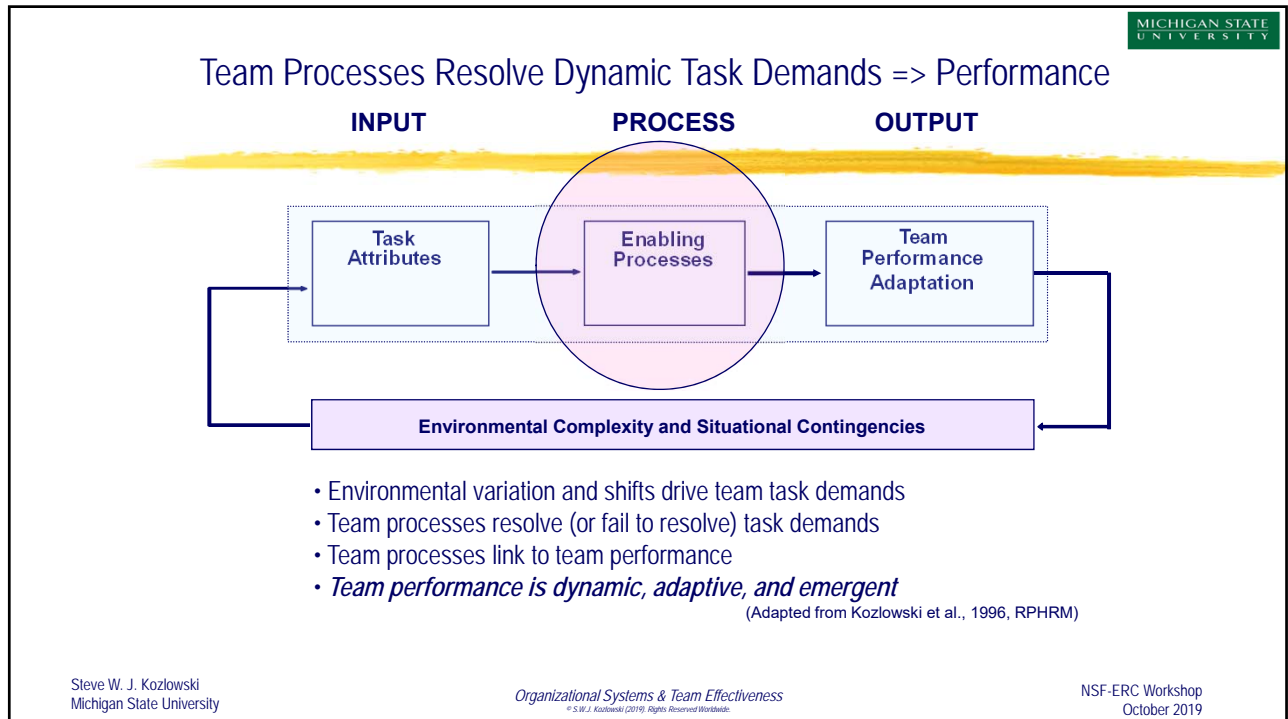 MICHIGAN STATE
UNIVERSITY
Team Processes Resolve Dynamic Task Demands => Performance
INPUT PROCESS OUTPUT
Task
Attributes
Enabling
Processes
Team
Performance
Adaptation
Environmental Complexity and Situational Contingencies
• Environmental variation and shifts drive team task demands
• Team processes resolve (or fail to resolve) task demands
• Team processes link to team performance
• Team performance is dynamic, adaptive, and emergent
(Adapted from Kozlowski et al., 1996, RPHRM)
Steve W. J. Kozlowski
Michigan State University
Organizational Systems & Team Effectiveness
© S.W.J. Kozlowski (2019). Rights Reserved Worldwide.
NSF-ERC Workshop
October 2019